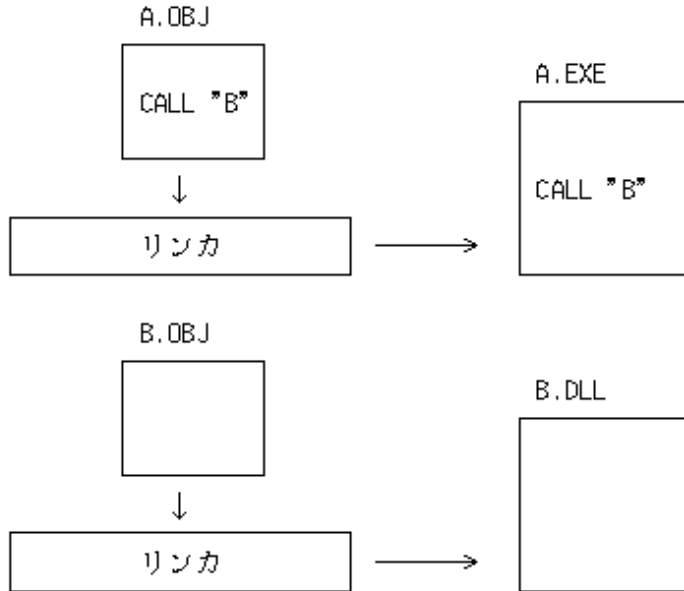 A.OBJ
CALL "B"
リンカ
A.EXE
CALL "B"
B.OBJ
リンカ
B.DLL